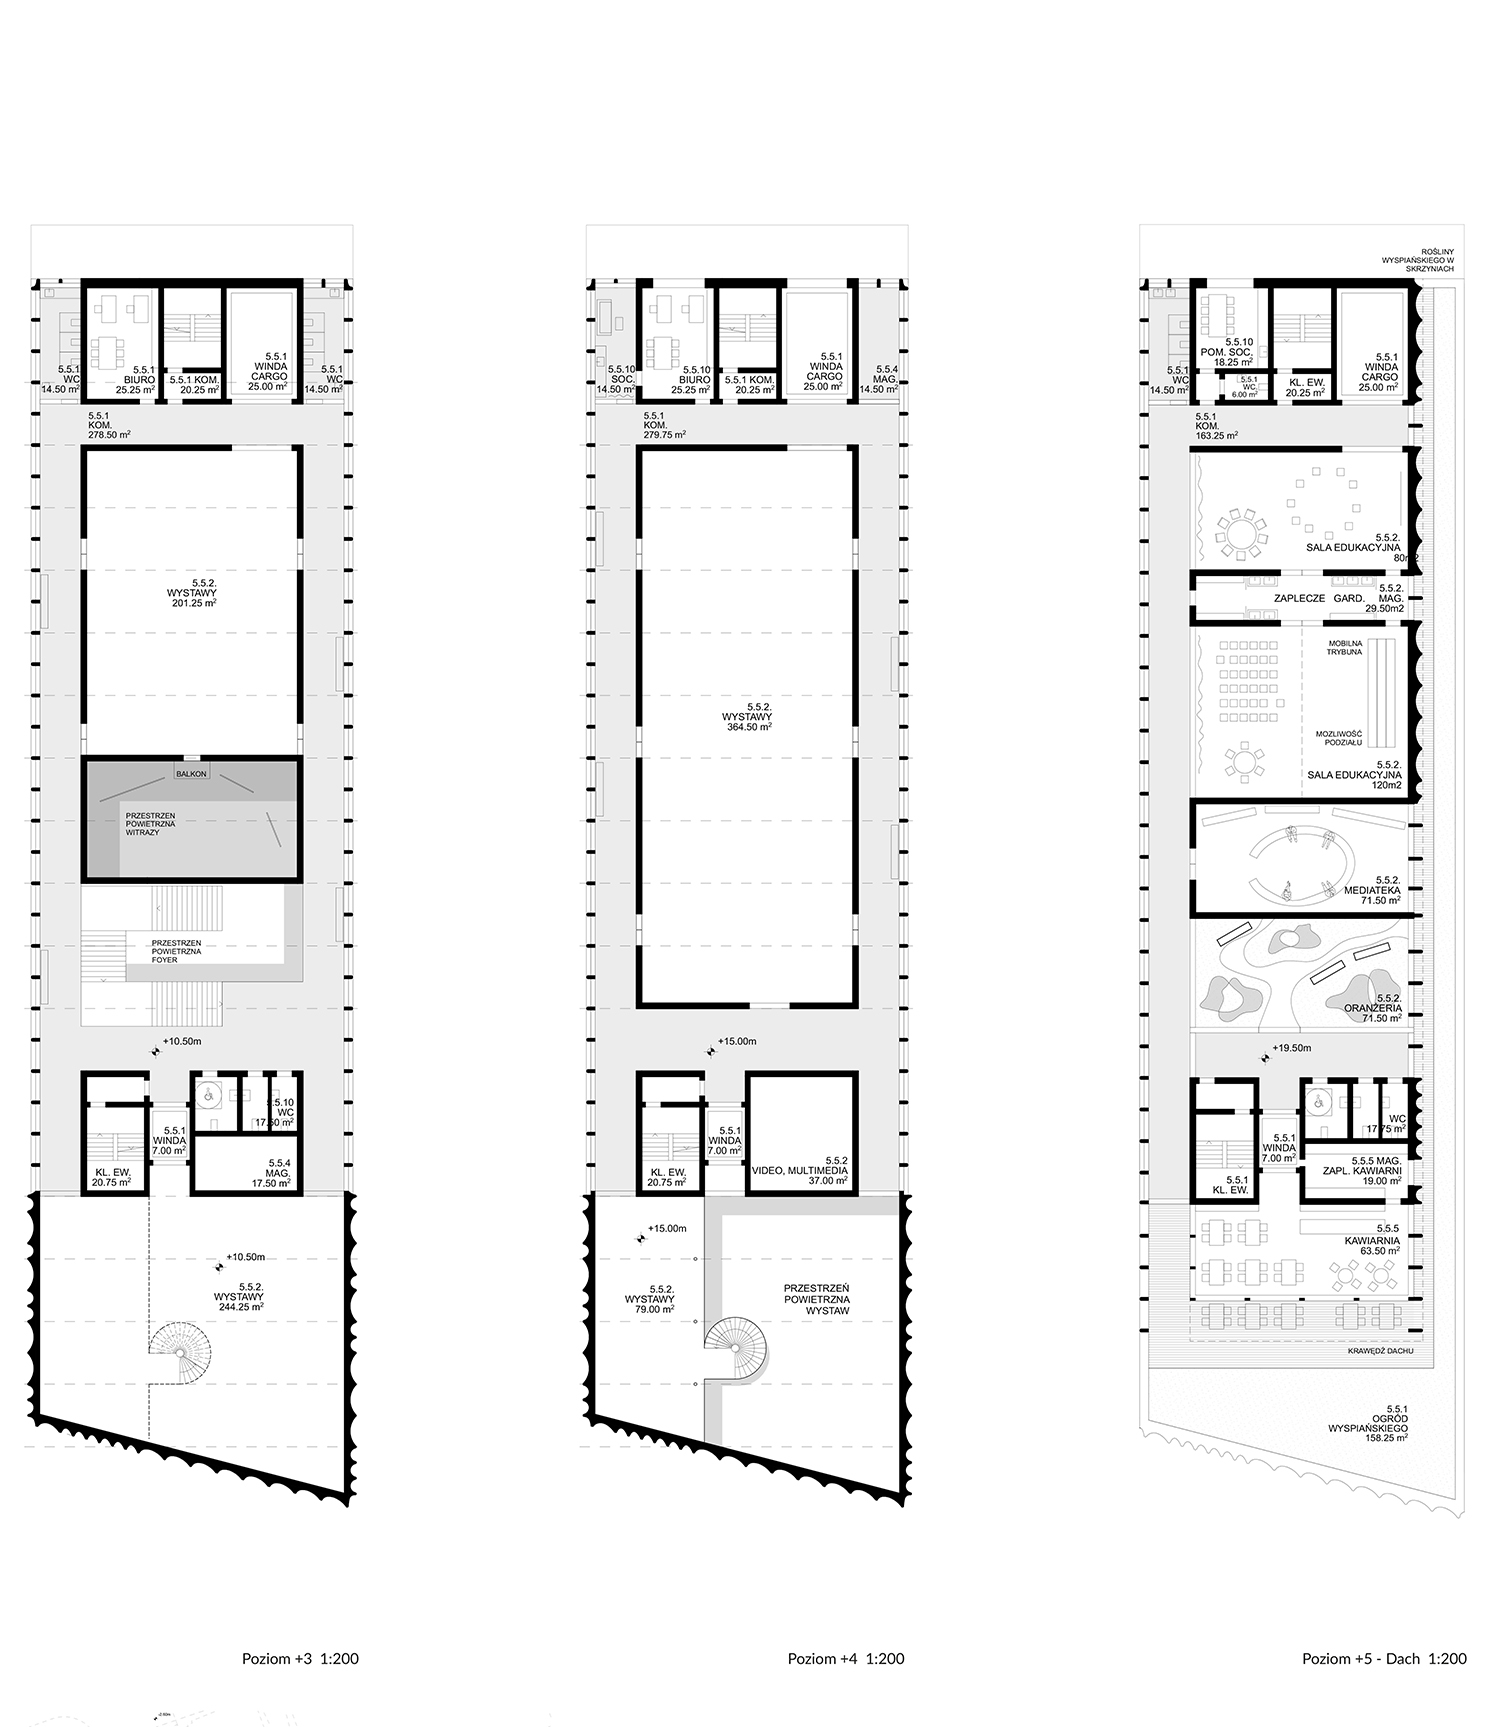 5.5.1
WC
14.50 m²
5.5.1
BIURO
25.25 m²
5.5.1 KOM.
20.25 m²
5.5.1
WINDA
CARGO
25.00 m²
5.5.1
WC
14.50 m²
5.5.1
KOM.
278.50 m²
5.5.2.
WYSTAWY
201.25 m²
BALKON
PRZESTRZEN
POWIETRZNA
WITRAZY
PRZESTRZEN
POWIETRZNA
FOYER
+10.50m
5.5.10
WC
17.50 m²
5.5.1
WINDA
7.00 m²
KL. EW.
20.75 m²
5.5.4
MAG.
17.50 m²
+10.50m
5.5.2.
WYSTAWY
244.25 m²
Poziom +3 1:200
5.5.10
SOC.
14.50 m²
5.5.10
BIURO
25.25 m²
5.5.1 KOM.
20.25 m²
5.5.1
WINDA
CARGO
25.00 m²
5.5.4
MAG.
14.50 m²
5.5.1
KOM.
279.75 m²
5.5.2.
WYSTAWY
364.50 m²
+15.00m
5.5.1
WINDA
7.00 m²
KL. EW.
20.75 m²
5.5.2
VIDEO, MULTIMEDIA
37.00 m²
+15.00m
5.5.2.
WYSTAWY
79.00 m²
PRZESTRZEŃ
POWIETRZNA
WYSTAW
Poziom +4 1:200
ROŚLINY
WYSPIAŃSKIEGO W
SKRZYNIACH
5.5.1
WC
14.50 m²
5.5.10
POM. SOC.
18.25 m²
5.5.1
WC.
6.00 m²
KL. EW.
20.25 m²
5.5.1
WINDA
CARGO
25.00 m²
5.5.1
KOM.
163.25 m²
5.5.2.
SALA EDUKACYJNA
80m2
ZAPLECZE GARD.
5.5.2.
MAG.
29.50m2
MOBILNA
TRYBUNA
MOZLIWOŚĆ
PODZIAŁU
5.5.2.
SALA EDUKACYJNA
120m2
5.5.2.
MEDIATEKA
71.50 m²
5.5.2.
ORANŻERIA
71.50 m²
+19.50m
WC
17.75 m²
5.5.1
WINDA
7.00 m²
5.5.1
KL. EW.
5.5.5 MAG.
ZAPL. KAWIARNI
19.00 m²
5.5.5
KAWIARNIA
63.50 m²
KRAWĘDŹ DACHU
5.5.1
OGRÓD
WYSPIAŃSKIEGO
158.25 m²
Poziom +5 - Dach 1:200